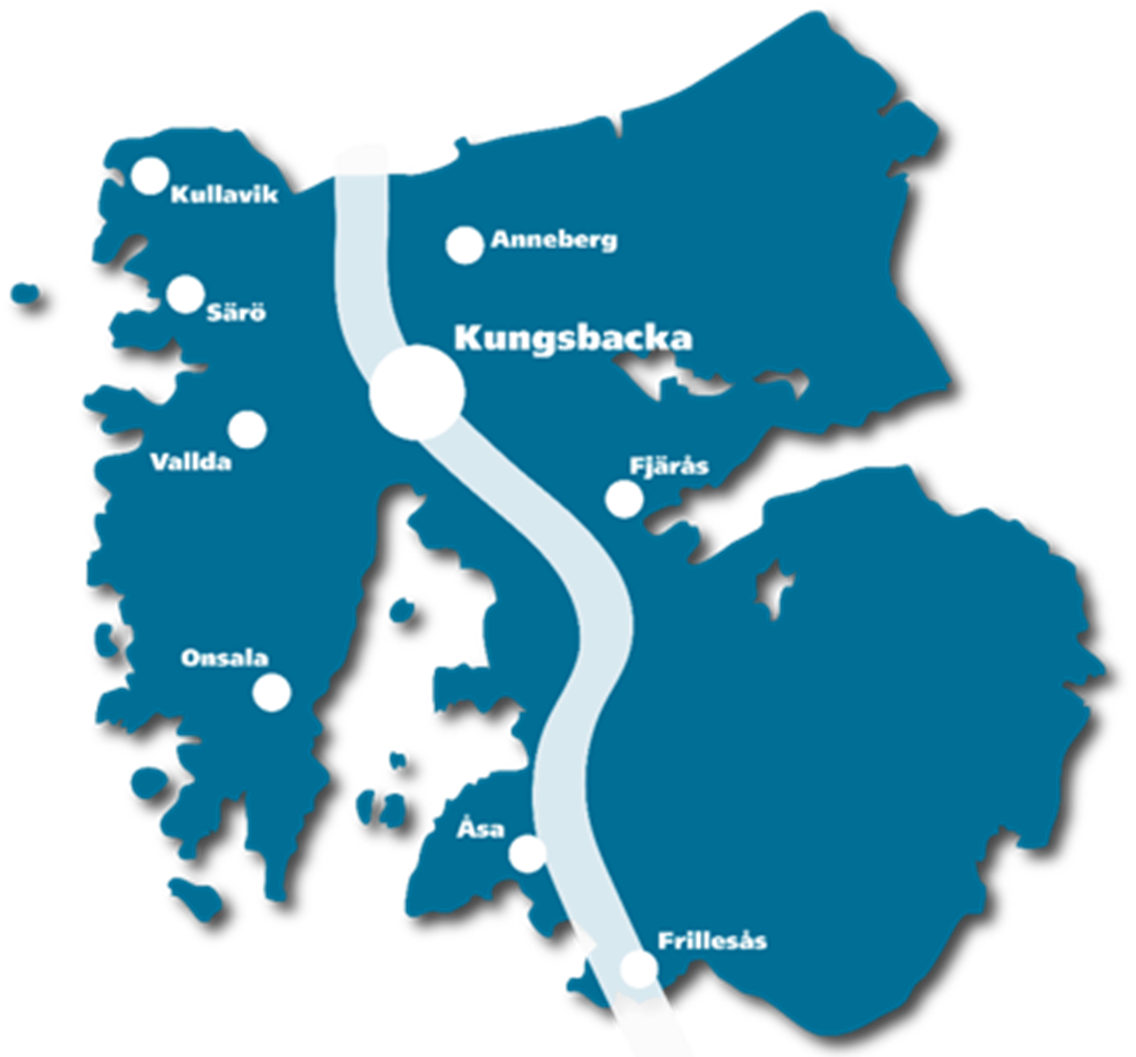 Kullavik
Anneberg
Särö
Kungsbacka
Vallda
Fjärås
Onsala
Åsa
Frillesås